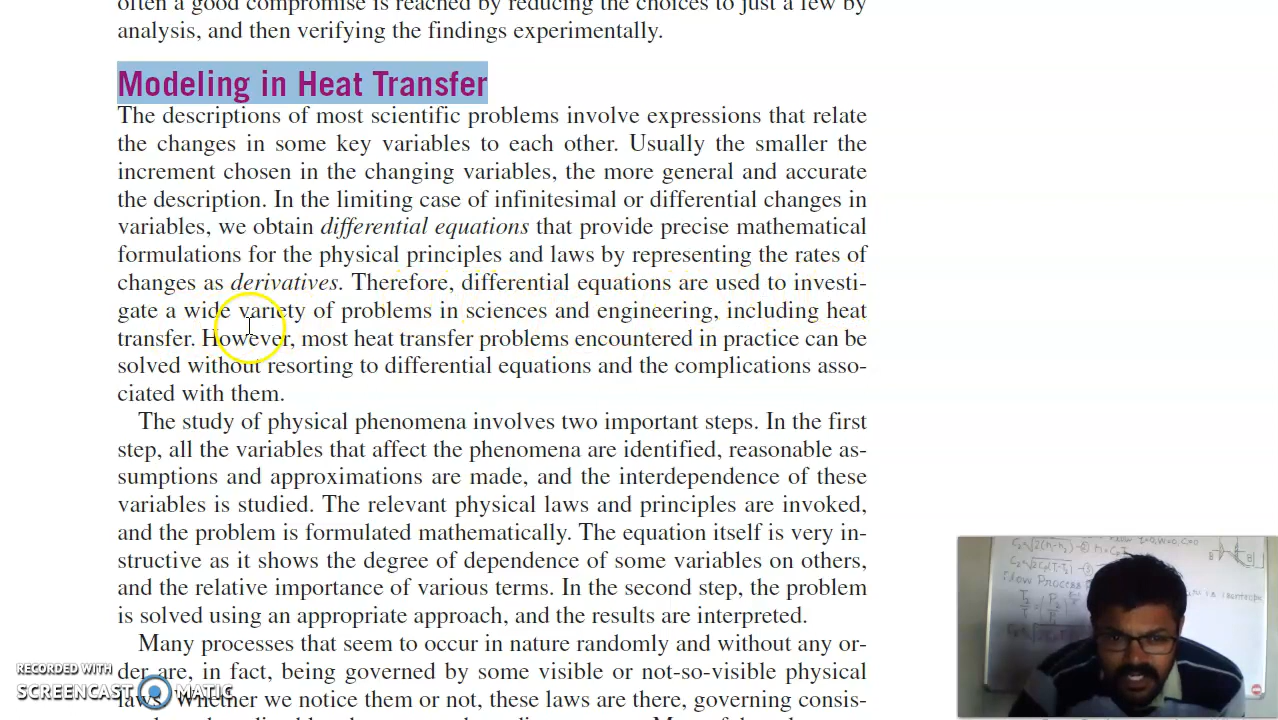 often a good compromise is reached by reducing the choices to just a few by
analysis, and then verifying the findings experimentally.
Modeling in Heat Transfer
The descriptions of most scientific problems involve expressions that relate
the changes in some key variables to each other. Usually the smaller the
increment chosen in the changing variables, the more general and accurate
the description. In the limiting case of infinitesimal or differential changes in
variables, we obtain differential equations that provide precise mathematical
formulations for the physical principles and laws by representing the rates of
changes as derivatives. Therefore, differential equations are used to investi-
gate a wide variety of problems in sciences and engineering, including heat
transfer. However, most heat transfer problems encountered in practice can be
solved without resorting to differential equations and the complications asso-
ciated with them.
The study of physical phenomena involves two important steps. In the first
step, all the variables that affect the phenomena are identified, reasonable as-
sumptions and approximations are made, and the interdependence of these
variables is studied. The relevant physical laws and principles are invoked,
and the problem is formulated mathematically. The equation itself is very in-
structive as it shows the degree of dependence of some variables on others,
and the relative importance of various terms. In the second step, the problem
is solved using an appropriate approach, and the results are interpreted.
Many processes that seem to occur in nature randomly and without any or-
der are, in fact, being governed by some visible or not-so-visible physical
laws. Whether we notice them or not, these laws are there, governing consis-
RECORDED WITH
SCREENCAST MATIC
Flow Process